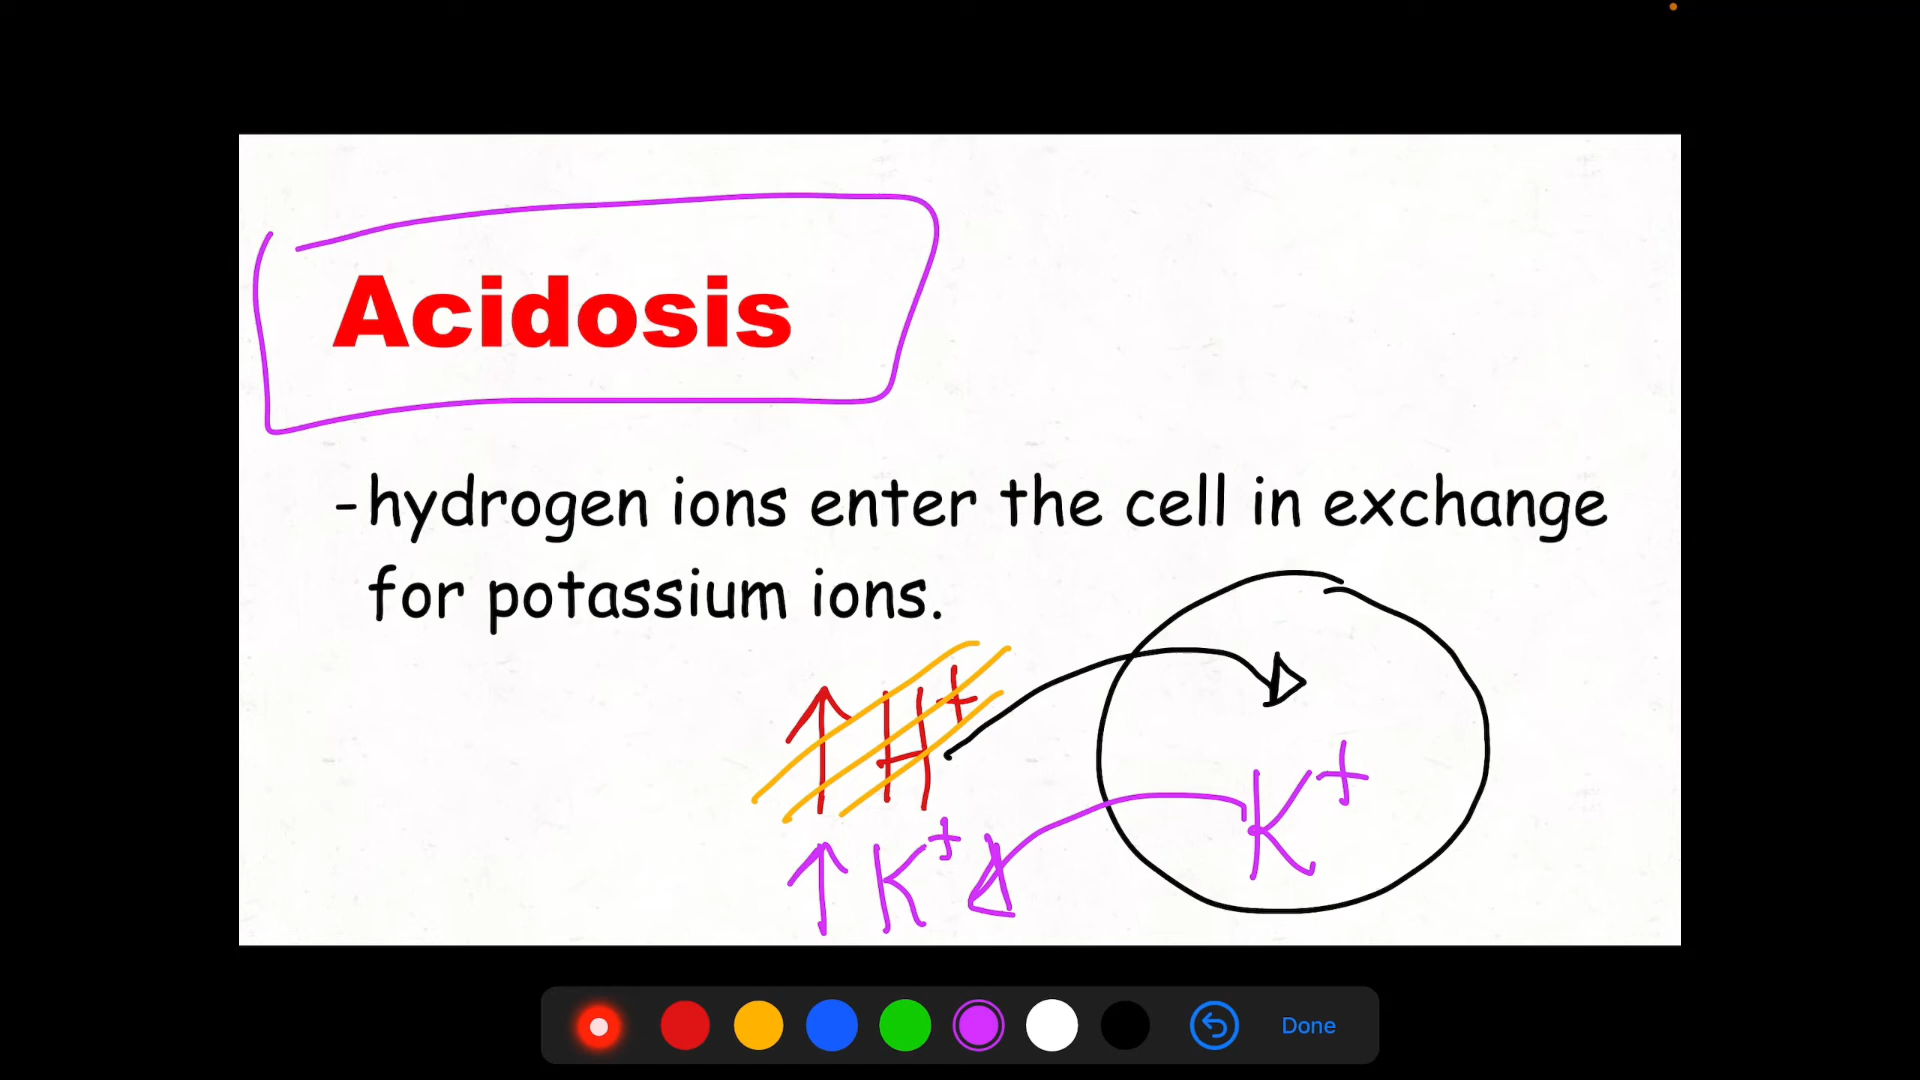 Acidosis
-hydrogen ions enter the cell in exchange
for potassium ions.
↑ H+
K+
↑ K+
Done